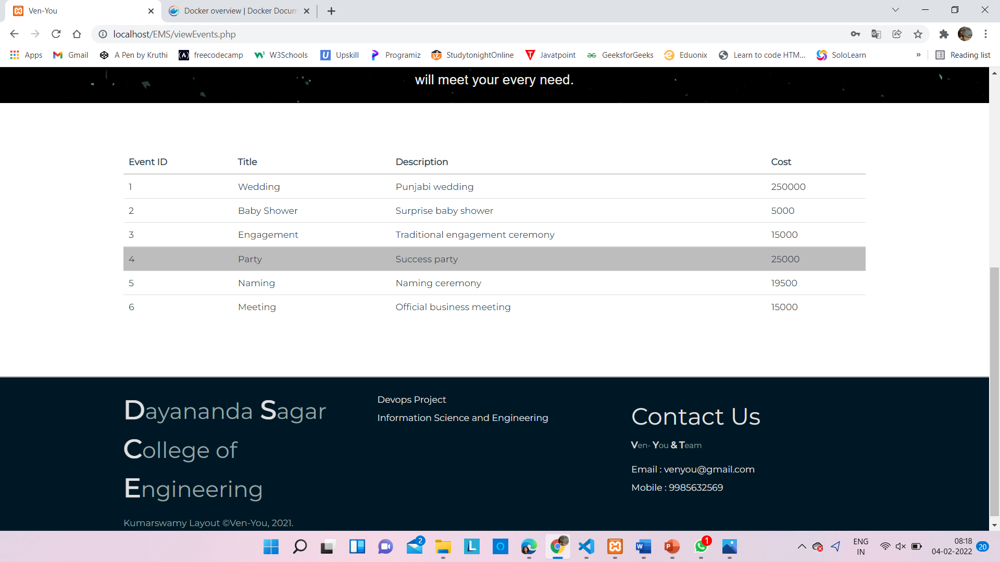 Ven-You
Docker overview | Docker Docum
localhost/EMS/viewEvents.php
Apps Gmail A Pen by Kruthi freecodecamp W3Schools Upskill Programiz StudytonightOnline Javatpoint GeeksforGeeks Eduonix Learn to code HTM... SoloLearn » Reading list
will meet your every need.
Event ID Title Description Cost
1 Wedding Punjabi wedding 250000
2 Baby Shower Surprise baby shower 5000
3 Engagement Traditional engagement ceremony 15000
4 Party Success party 25000
5 Naming Naming ceremony 19500
6 Meeting Official business meeting 15000
Dayananda Sagar
College of
Engineering
Kumarswamy Layout ©Ven-You, 2021.
Devops Project
Information Science and Engineering
Contact Us
Ven- You & Team
Email : venyou@gmail.com
Mobile : 9985632569
2
1
ENG
IN
08:18
04-02-2022
20